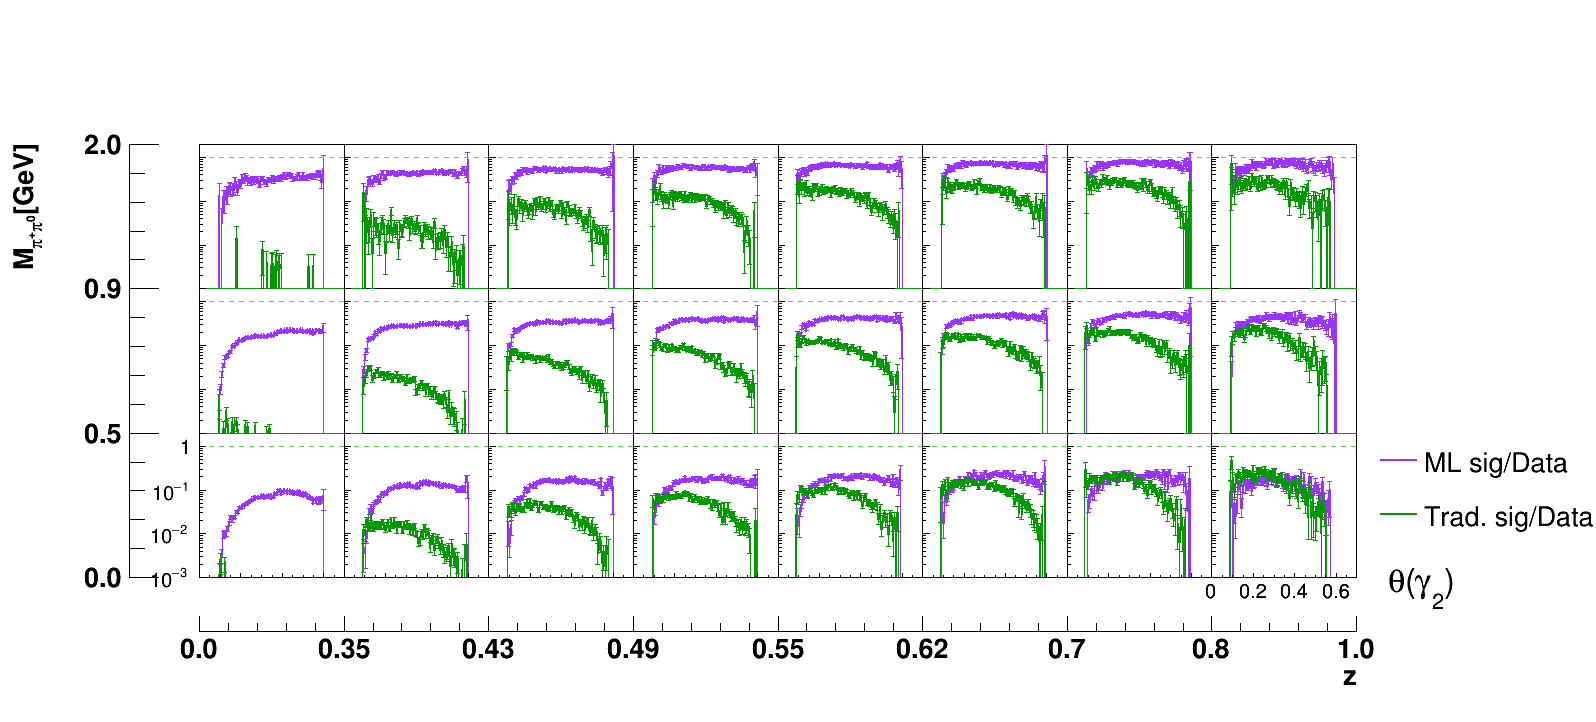 2.0
M π⁺π⁰ [GeV]
0.9
0.5
1
10⁻¹
ML sig/Data
10⁻²
Trad. sig/Data
0.0
10⁻³
0 0.2 0.4 0.6
θ(γ₂)
0.0 0.35 0.43 0.49 0.55 0.62 0.7 0.8 1.0
z